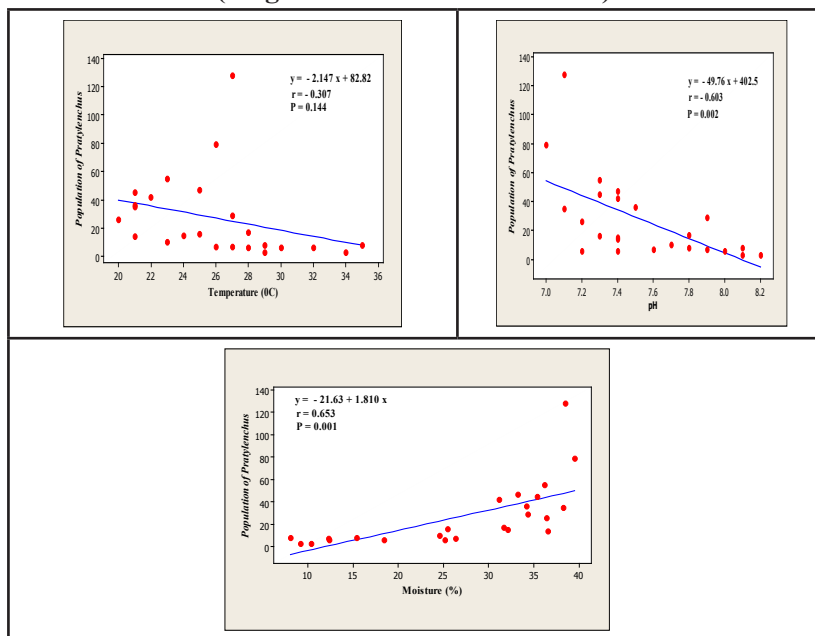 140
120
100
80
60
40
20
0
Population of Pratylenchus
y = - 2.147 x + 82.82
r = - 0.307
P = 0.144
20 22 24 26 28 30 32 34 36
Temperature (0C)
140
120
100
80
60
40
20
0
Population of Pratylenchus
y = -49.76 x + 402.5
r = -0.603
P = 0.002
7.0 7.2 7.4 7.6 7.8 8.0 8.2
pH
140
120
100
80
60
40
20
0
Population of Pratylenchus
y = - 21.63 + 1.810 x
r = 0.653
P = 0.001
10 15 20 25 30 35 40
Moisture (%)